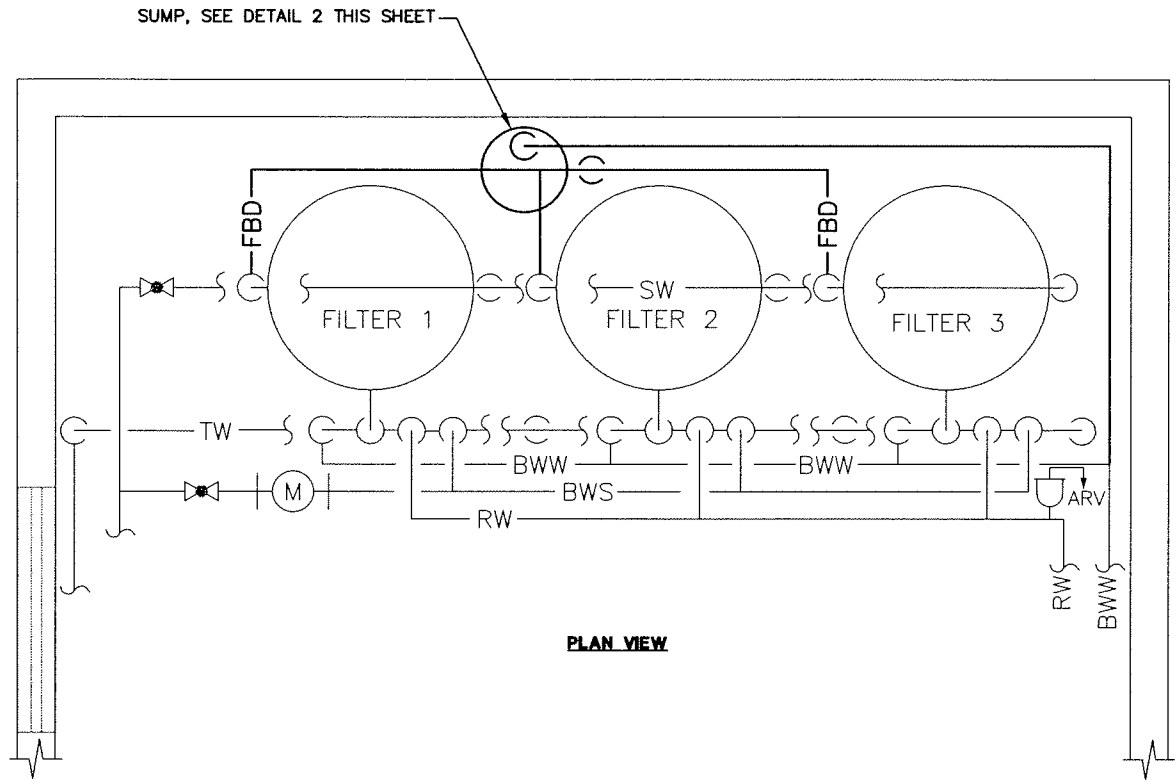 SUMP, SEE DETAIL 2 THIS SHEET
FBD
FBD
SW
FILTER 1
FILTER 2
FILTER 3
TW
BWW
BWW
M
BWS
ARV
RW
RW
BWW
PLAN VIEW